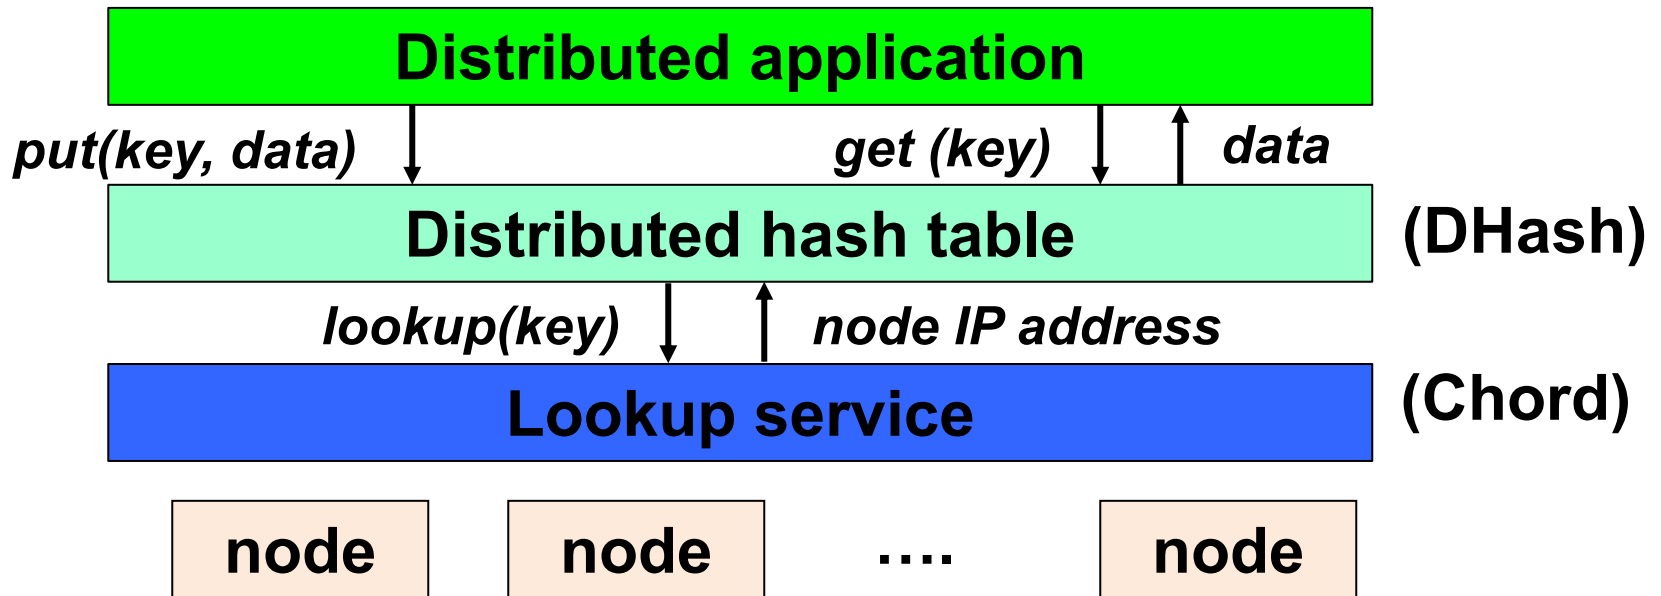 Distributed application
put(key, data)
get (key)
data
Distributed hash table
(DHash)
lookup(key)
node IP address
Lookup service
(Chord)
node
node
....
node